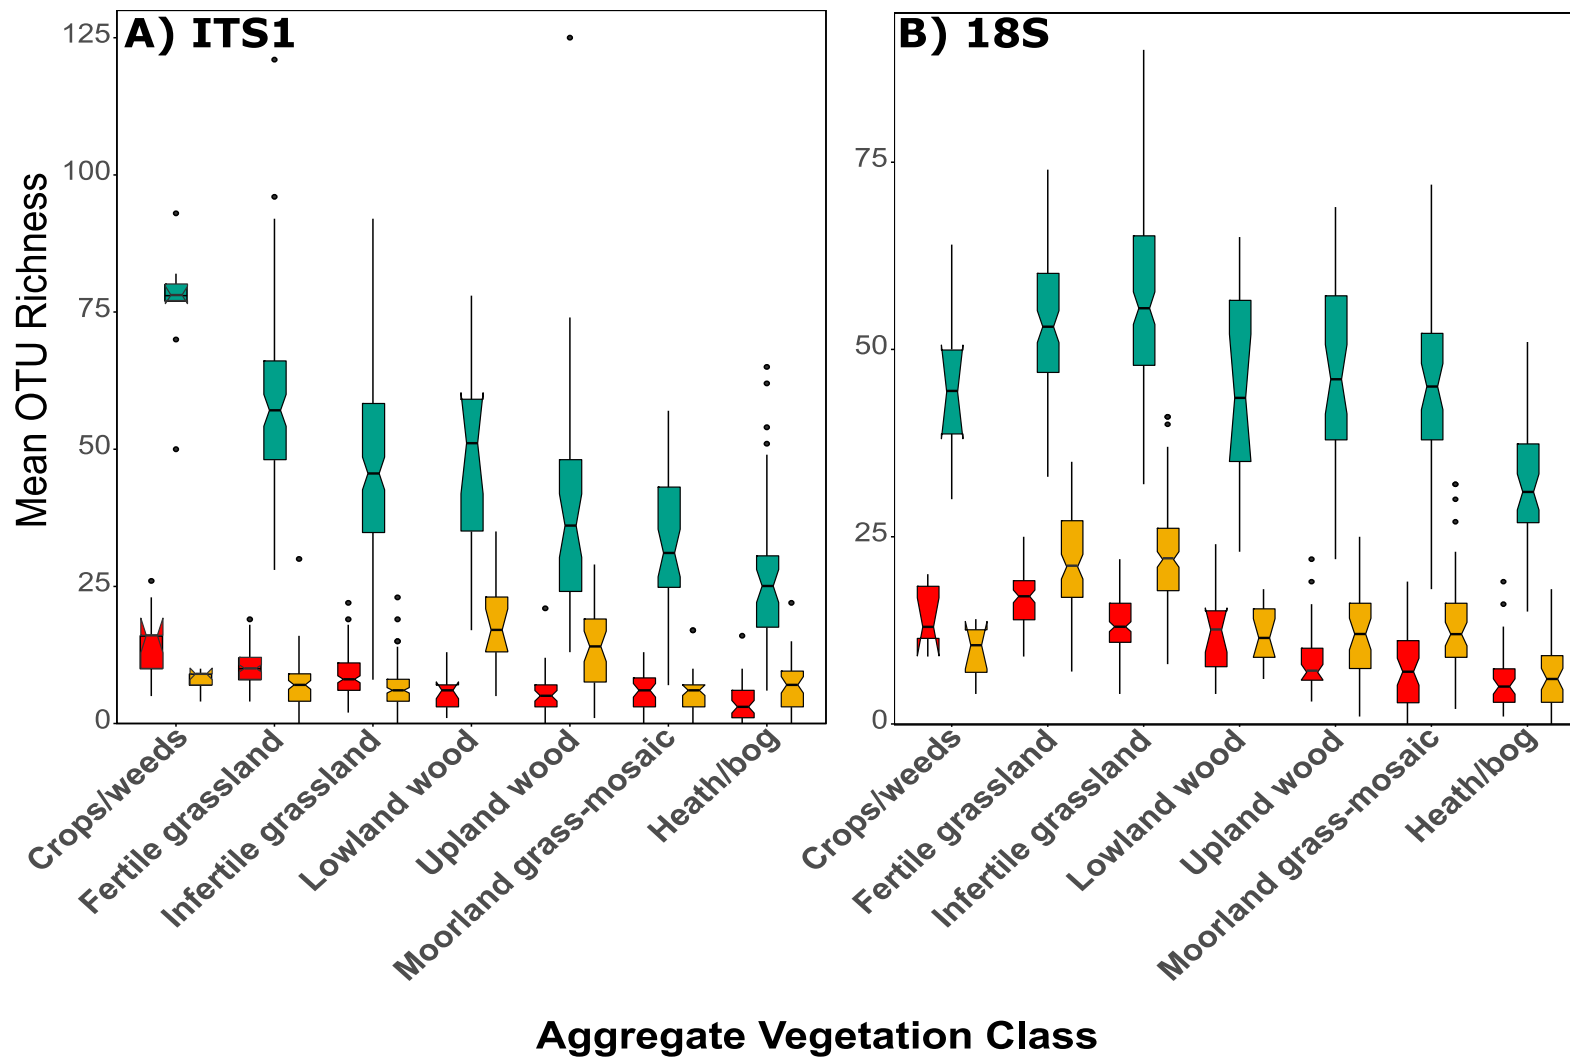 A) ITS1
B) 18S
Mean OTU Richness
125
100
75
50
25
0
75
50
25
0
Crops/weeds
Fertile grassland
Infertile grassland
Lowland wood
Upland wood
Moorland grass-mosaic
Heath/bog
Crops/weeds
Fertile grassland
Infertile grassland
Lowland wood
Upland wood
Moorland grass-mosaic
Heath/bog
Aggregate Vegetation Class